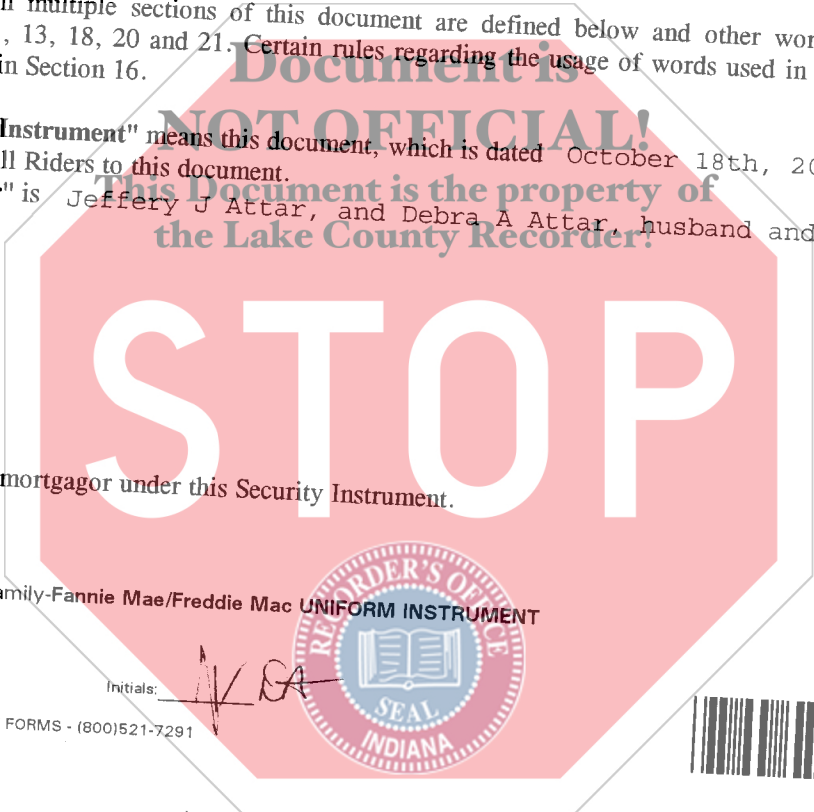 multiple sections of this document are defined below and other wor
, 13, 18, 20 and 21. Certain rules regarding the usage of words used in
in Section 16.
Document is
NOT OFFICIAL!
This Document is the property of
the Lake County Recorder!
Instrument" means this document, which is dated October 18th, 20
ll Riders to this document.
" is Jeffery J Attar, and Debra A Attar, husband and
STOP
mortgagor under this Security Instrument.
amily-Fannie Mae/Freddie Mac UNIFORM INSTRUMENT
RECORDER'S OFFICE
SEAL
INDIANA
Initials: DA
FORMS - (800)521-7291